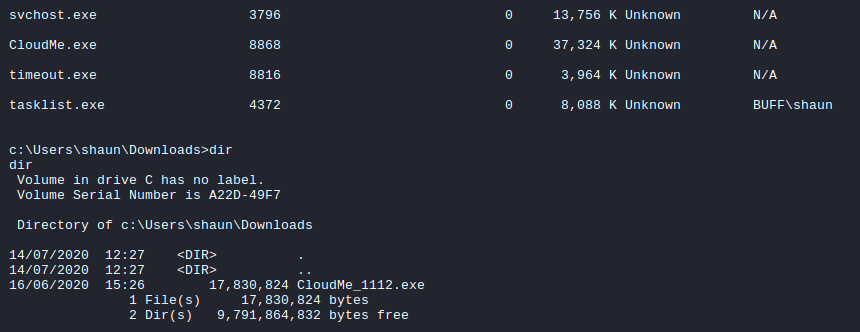 svchost.exe                   3796                            0     13,756 K Unknown         N/A
CloudMe.exe                   8868                            0     37,324 K Unknown         N/A
timeout.exe                   8816                            0      3,964 K Unknown         N/A
tasklist.exe                  4372                            0      8,088 K Unknown         BUFF\shaun
c:\Users\shaun\Downloads>dir
dir
 Volume in drive C has no label.
 Volume Serial Number is A22D-49F7
 Directory of c:\Users\shaun\Downloads
14/07/2020  12:27    <DIR>          .
14/07/2020  12:27    <DIR>          ..
16/06/2020  15:26        17,830,824 CloudMe_1112.exe
               1 File(s)     17,830,824 bytes
               2 Dir(s)   9,791,864,832 bytes free